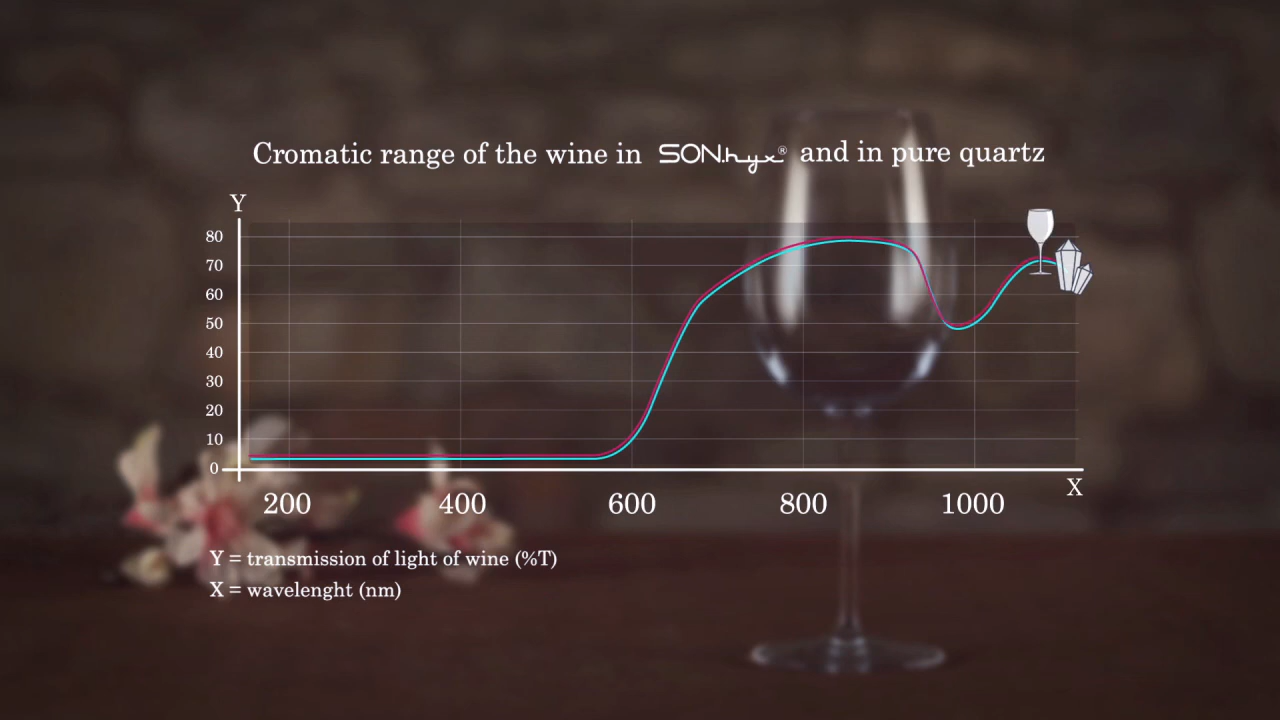 Cromatic range of the wine in SON.hyx® and in pure quartz
Y
80
70
60
50
40
30
20
10
0
200 400 600 800 1000
X
Y = transmission of light of wine (%T)
X = wavelenght (nm)